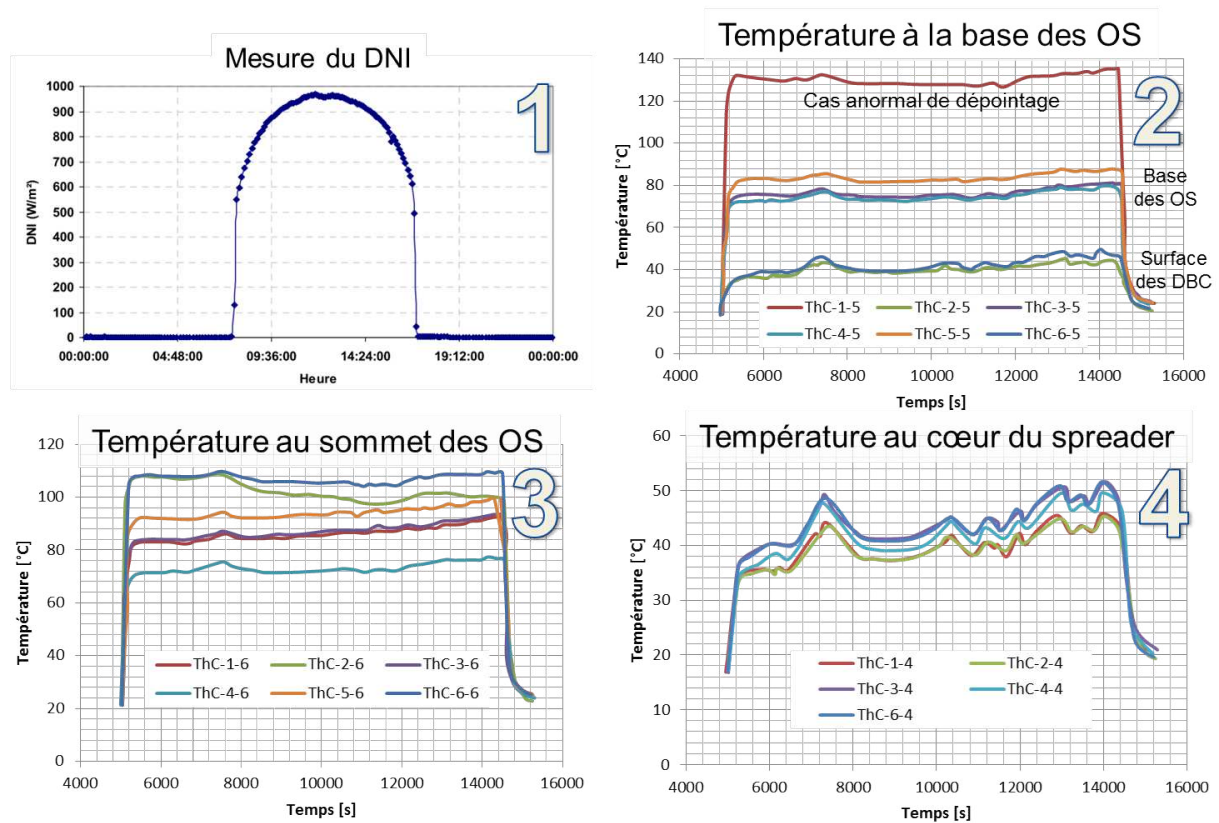 Mesure du DNI
1
1000
900
800
700
600
500
400
300
200
100
0
DNI (W/m²)
00:00:00 04:48:00 09:36:00 14:24:00 19:12:00 00:00:00
Heure
Température à la base des OS
2
140
120
100
80
60
40
20
0
Température [°C]
Cas anormal de dépointage
Base
des OS
Surface
des DBC
ThC-1-5 ThC-2-5 ThC-3-5
ThC-4-5 ThC-5-5 ThC-6-5
4000 6000 8000 10000 12000 14000 16000
Temps [s]
Température au sommet des OS
3
120
100
80
60
40
20
0
Température [°C]
ThC-1-6 ThC-2-6 ThC-3-6
ThC-4-6 ThC-5-6 ThC-6-6
4000 6000 8000 10000 12000 14000 16000
Temps [s]
Température au cœur du spreader
4
60
50
40
30
20
10
0
Température [°C]
ThC-1-4 ThC-2-4
ThC-3-4 ThC-4-4
ThC-6-4
4000 6000 8000 10000 12000 14000 16000
Temps [s]